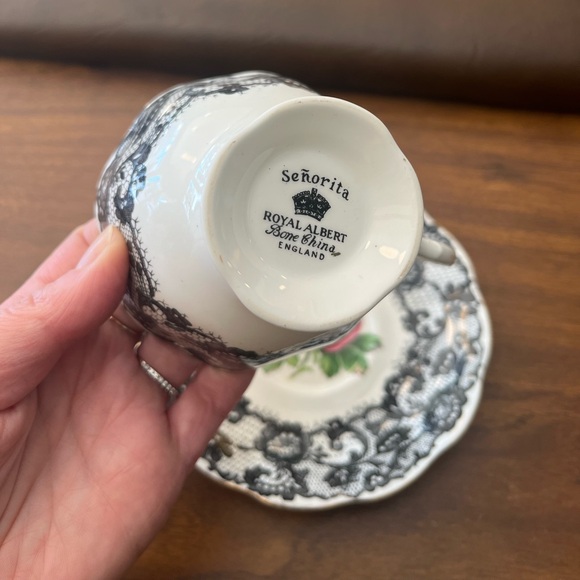 Señorita
ROYAL ALBERT
Bone China
ENGLAND